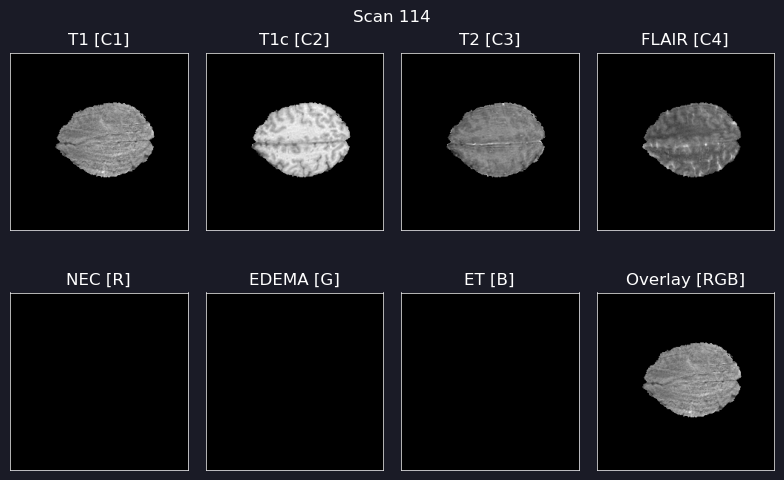 Scan 114
T1 [C1] T1c [C2] T2 [C3] FLAIR [C4]
NEC [R] EDEMA [G] ET [B] Overlay [RGB]